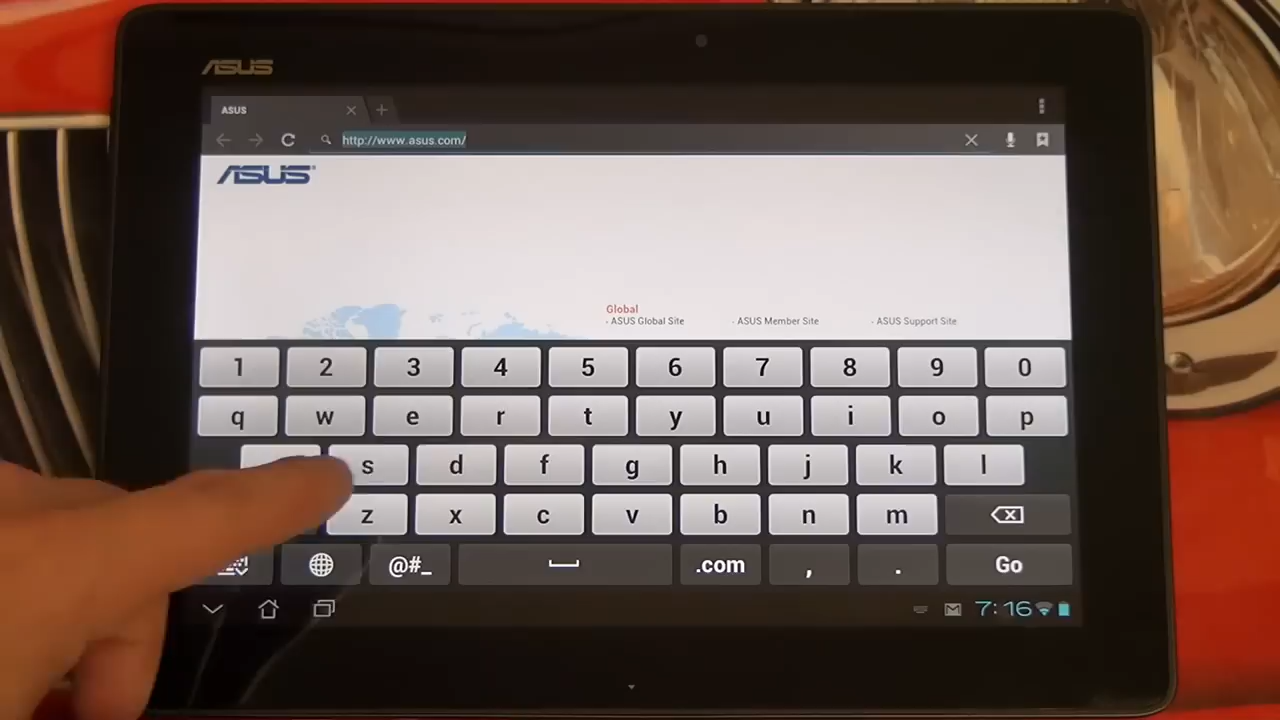 ASUS
ASUS
http://www.asus.com/
ASUS
Global
- ASUS Global Site - ASUS Member Site - ASUS Support Site
1 2 3 4 5 6 7 8 9 0
q w e r t y u i o p
s d f g h j k l
z x c v b n m
@#_ .com , . Go
7:16